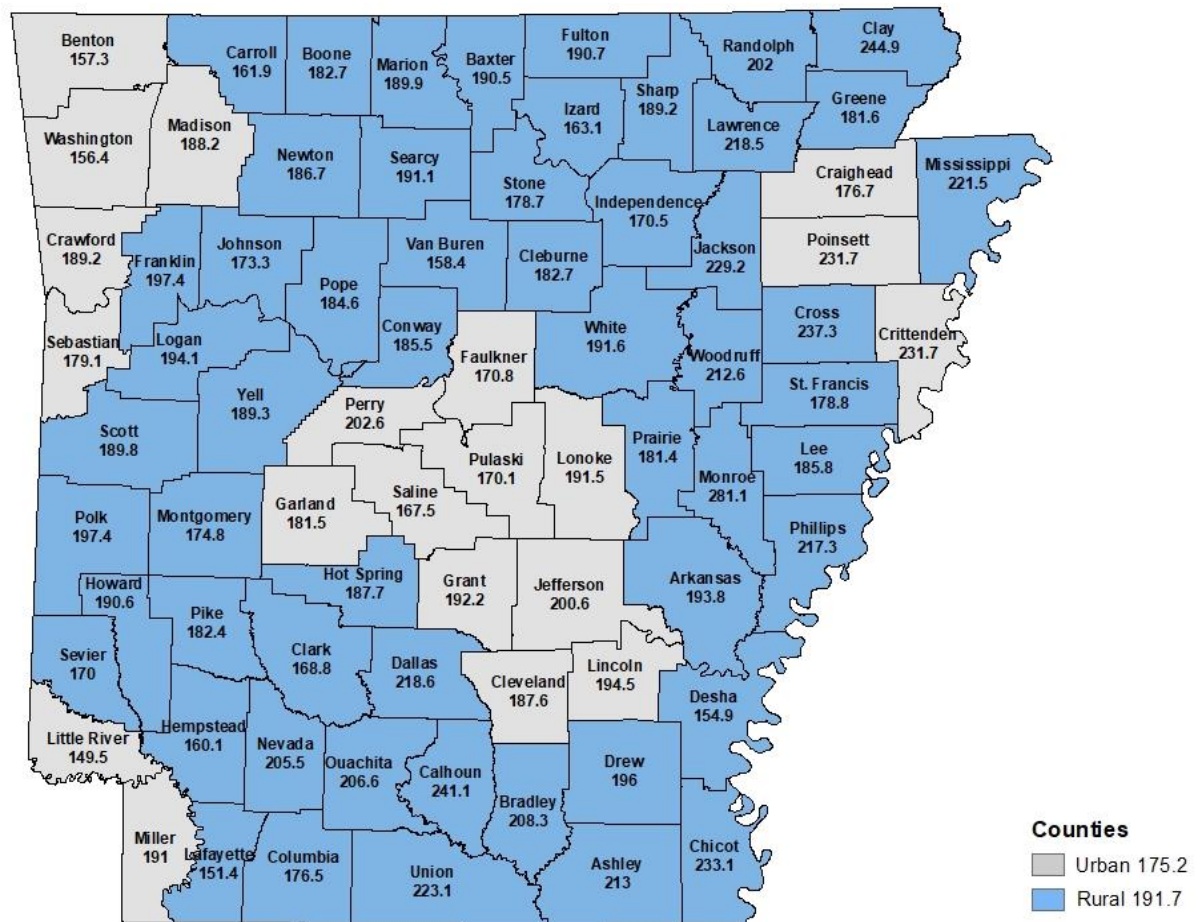 Benton
157.3
Carroll
161.9
Boone
182.7
Marion
189.9
Baxter
190.5
Fulton
190.7
Randolph
202
Clay
244.9
Washington
156.4
Madison
188.2
Newton
186.7
Searcy
191.1
Stone
178.7
Izard
163.1
Sharp
189.2
Lawrence
218.5
Greene
181.6
Independence
170.5
Craighead
176.7
Mississippi
221.5
Crawford
189.2
Franklin
197.4
Johnson
173.3
Pope
184.6
Van Buren
158.4
Cleburne
182.7
Jackson
229.2
Poinsett
231.7
Sebastian
179.1
Logan
194.1
Conway
185.5
Faulkner
170.8
White
191.6
Woodruff
212.6
Cross
237.3
Crittenden
231.7
Yell
189.3
Perry
202.6
St. Francis
178.8
Scott
189.8
Pulaski
170.1
Lonoke
191.5
Prairie
181.4
Monroe
281.1
Lee
185.8
Polk
197.4
Montgomery
174.8
Garland
181.5
Saline
167.5
Phillips
217.3
Howard
190.6
Pike
182.4
Hot Spring
187.7
Grant
192.2
Jefferson
200.6
Arkansas
193.8
Sevier
170
Clark
168.8
Dallas
218.6
Cleveland
187.6
Lincoln
194.5
Desha
154.9
Little River
149.5
Hempstead
160.1
Nevada
205.5
Ouachita
206.6
Calhoun
241.1
Bradley
208.3
Drew
196
Miller
191
Lafayette
151.4
Columbia
176.5
Union
223.1
Ashley
213
Chicot
233.1
Counties
Urban 175.2
Rural 191.7